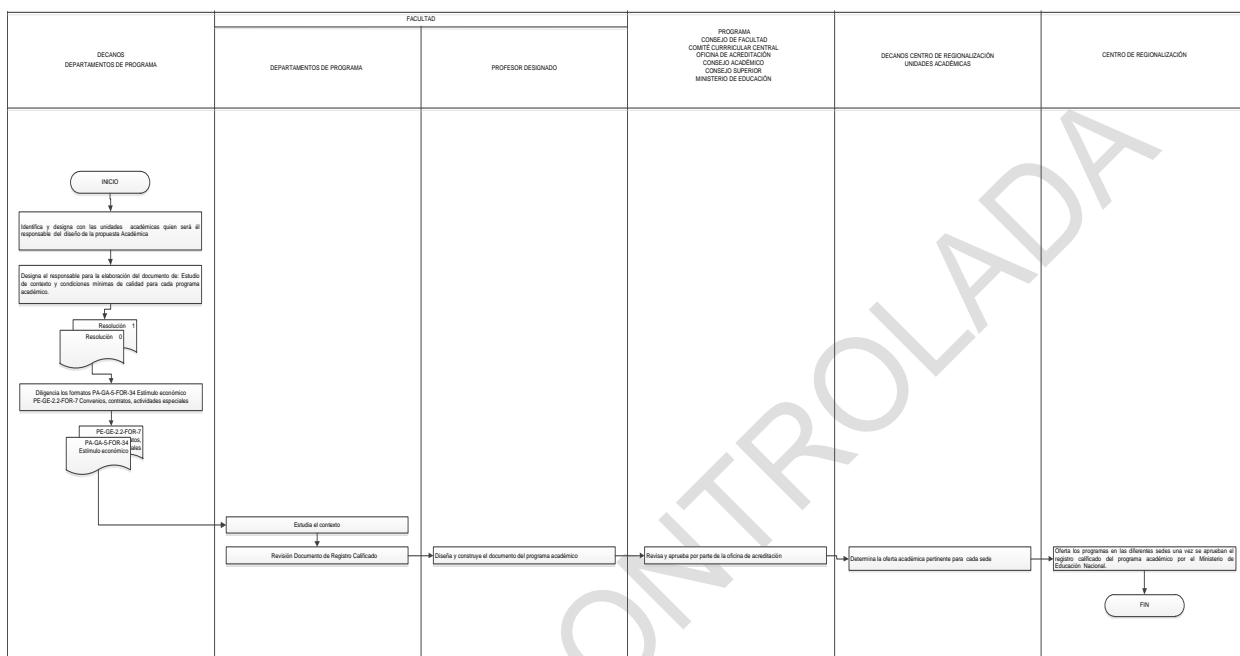 FACULTAD
DECANOS
DEPARTAMENTOS DE PROGRAMA
DEPARTAMENTOS DE PROGRAMA
PROFESOR DESIGNADO
PROGRAMA
CONSEJO DE FACULTAD
COMITÉ CURRRICULAR CENTRAL
OFICINA DE ACREDITACIÓN
CONSEJO ACADÉMICO
CONSEJO SUPERIOR
MINISTERIO DE EDUCACIÓN
DECANOS CENTRO DE REGIONALIZACIÓN
UNIDADES ACADÉMICAS
CENTRO DE REGIONALIZACIÓN
INICIO
Identifica y designa con las unidades académicas quien será él
responsable del diseño de la propuesta Académica
Designa el responsable para la elaboración del documento de: Estudio
de contexto y condiciones mínimas de calidad para cada programa
académico.
Resolución 1
Resolución 0
Diligencia los formatos PA-GA-5-FOR-34 Estímulo económico
PE-GE-2.2-FOR-7 Convenios, contratos, actividades especiales
PE-GE-2.2-FOR-7
PA-GA-5-FOR-34
Estímulo económico
Estudia el contexto
Revisión Documento de Registro Calificado
Diseña y construye el documento del programa académico
Revisa y aprueba por parte de la oficina de acreditación
Determina la oferta académica pertinente para cada sede
Oferta los programas en las diferentes sedes una vez se aprueban el
registro calificado del programa académico por el Ministerio de
Educación Nacional.
FIN
ONTROLADA